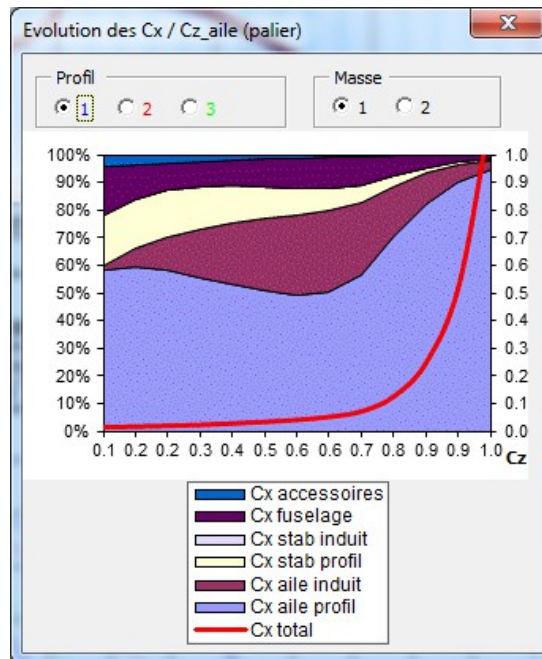 Evolution des Cx / Cz_aile (palier)
Profil
1 2 3
Masse
1 2
100% 1.0
90% 0.9
80% 0.8
70% 0.7
60% 0.6
50% 0.5
40% 0.4
30% 0.3
20% 0.2
10% 0.1
0% 0.0
0.1 0.2 0.2 0.3 0.4 0.5 0.6 0.7 0.8 0.9 0.9 1.0 Cz
Cx accessoires
Cx fuselage
Cx stab induit
Cx stab profil
Cx aile induit
Cx aile profil
Cx total